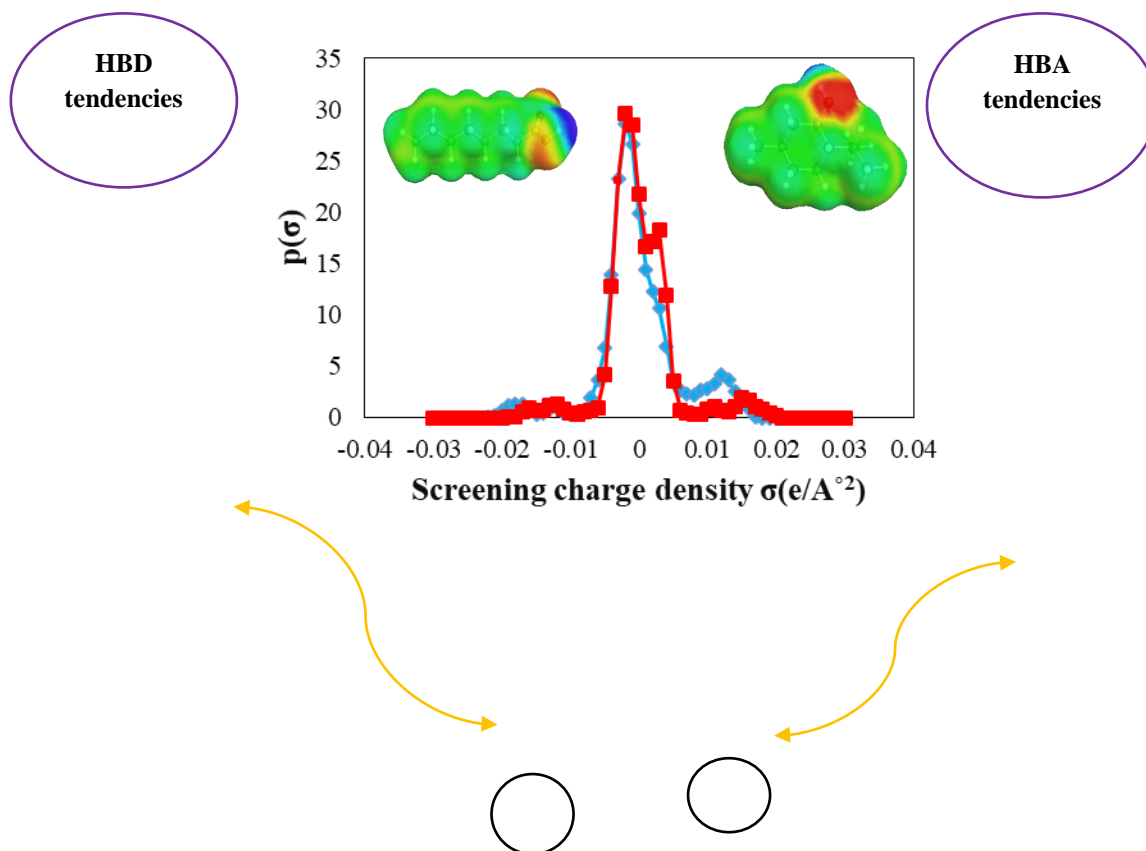 HBD
tendencies
HBA
tendencies
35
30
25
20
15
10
5
0
p(σ)
-0.04 -0.03 -0.02 -0.01 0 0.01 0.02 0.03 0.04
Screening charge density σ(e/A˚²)